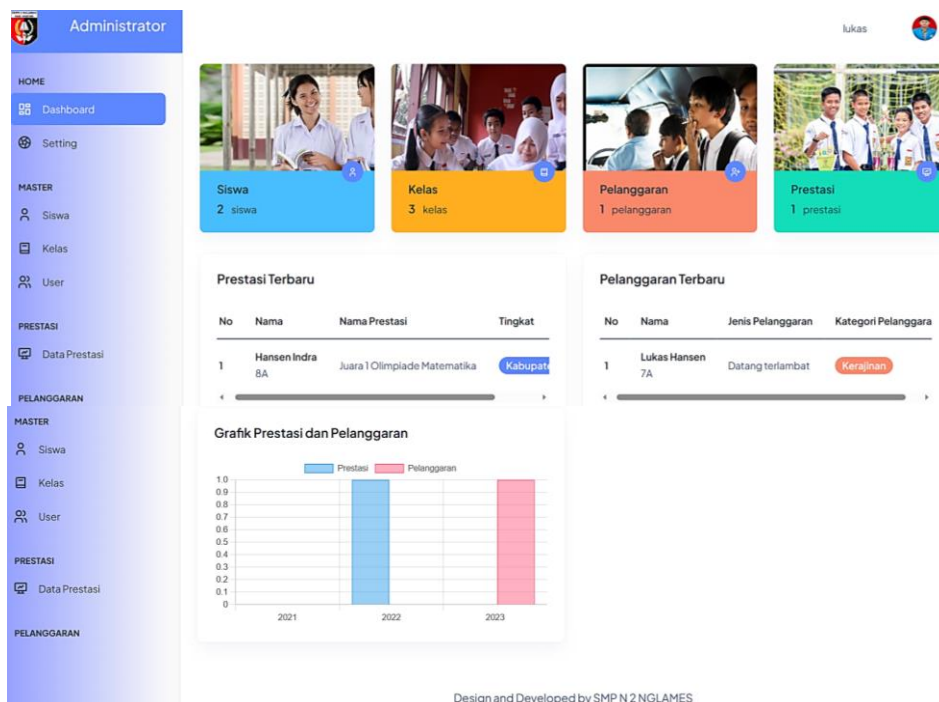 Administrator
lukas
HOME
Dashboard
Setting
MASTER
Siswa
Kelas
User
PRESTASI
Data Prestasi
PELANGGARAN
Siswa
2 siswa
Kelas
3 kelas
Pelanggaran
1 pelanggaran
Prestasi
1 prestasi
Prestasi Terbaru
No Nama Nama Prestasi Tingkat
1 Hansen Indra Juara 1 Olimpiade Matematika Kabupate
8A
Pelanggaran Terbaru
No Nama Jenis Pelanggaran Kategori Pelanggara
1 Lukas Hansen Datang terlambat Kerajinan
7A
MASTER
Siswa
Kelas
User
PRESTASI
Data Prestasi
PELANGGARAN
Grafik Prestasi dan Pelanggaran
Prestasi Pelanggaran
1.0
0.9
0.8
0.7
0.6
0.5
0.4
0.3
0.2
0.1
0
2021 2022 2023
Design and Developed by SMP N 2 NGLAMES